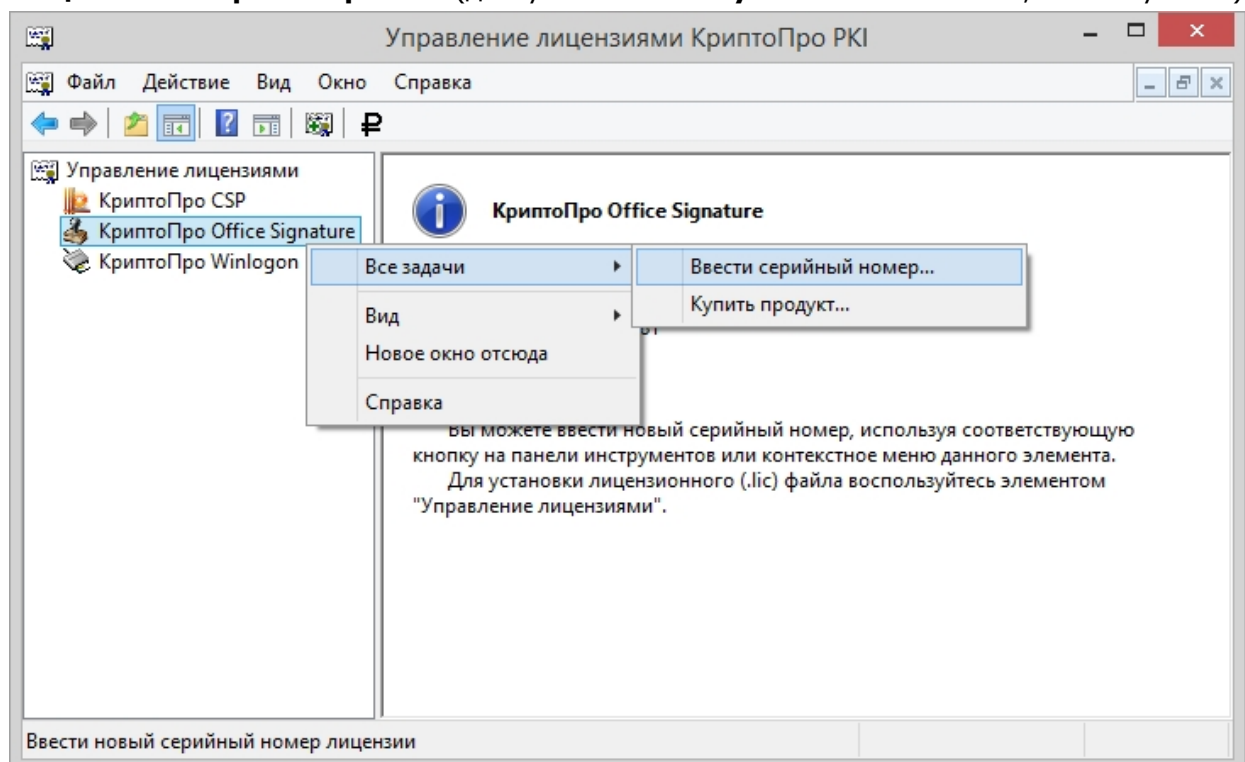 Управление лицензиями КриптоПро PKI
Файл Действие Вид Окно Справка
Управление лицензиями
КриптоПро CSP
КриптоПро Office Signature
КриптоПро Winlogon
КриптоПро Office Signature
Все задачи
Вид
Новое окно отсюда
Справка
Ввести серийный номер...
Купить продукт...
Вы можете ввести новый серийный номер, используя соответствующую
кнопку на панели инструментов или контекстное меню данного элемента.
Для установки лицензионного (.lic) файла воспользуйтесь элементом
"Управление лицензиями".
Ввести новый серийный номер лицензии